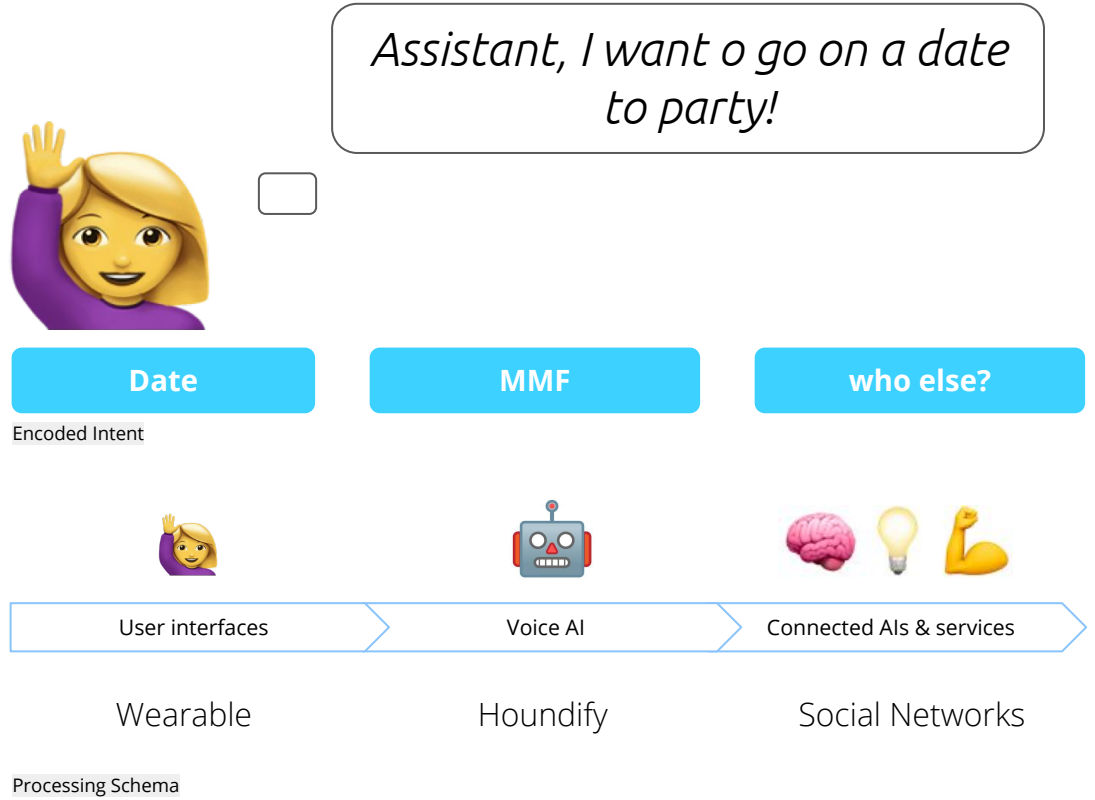 Assistant, I want o go on a date
to party!
Date
MMF
who else?
Encoded Intent
User interfaces
Voice AI
Connected AIs & services
Wearable
Houndify
Social Networks
Processing Schema